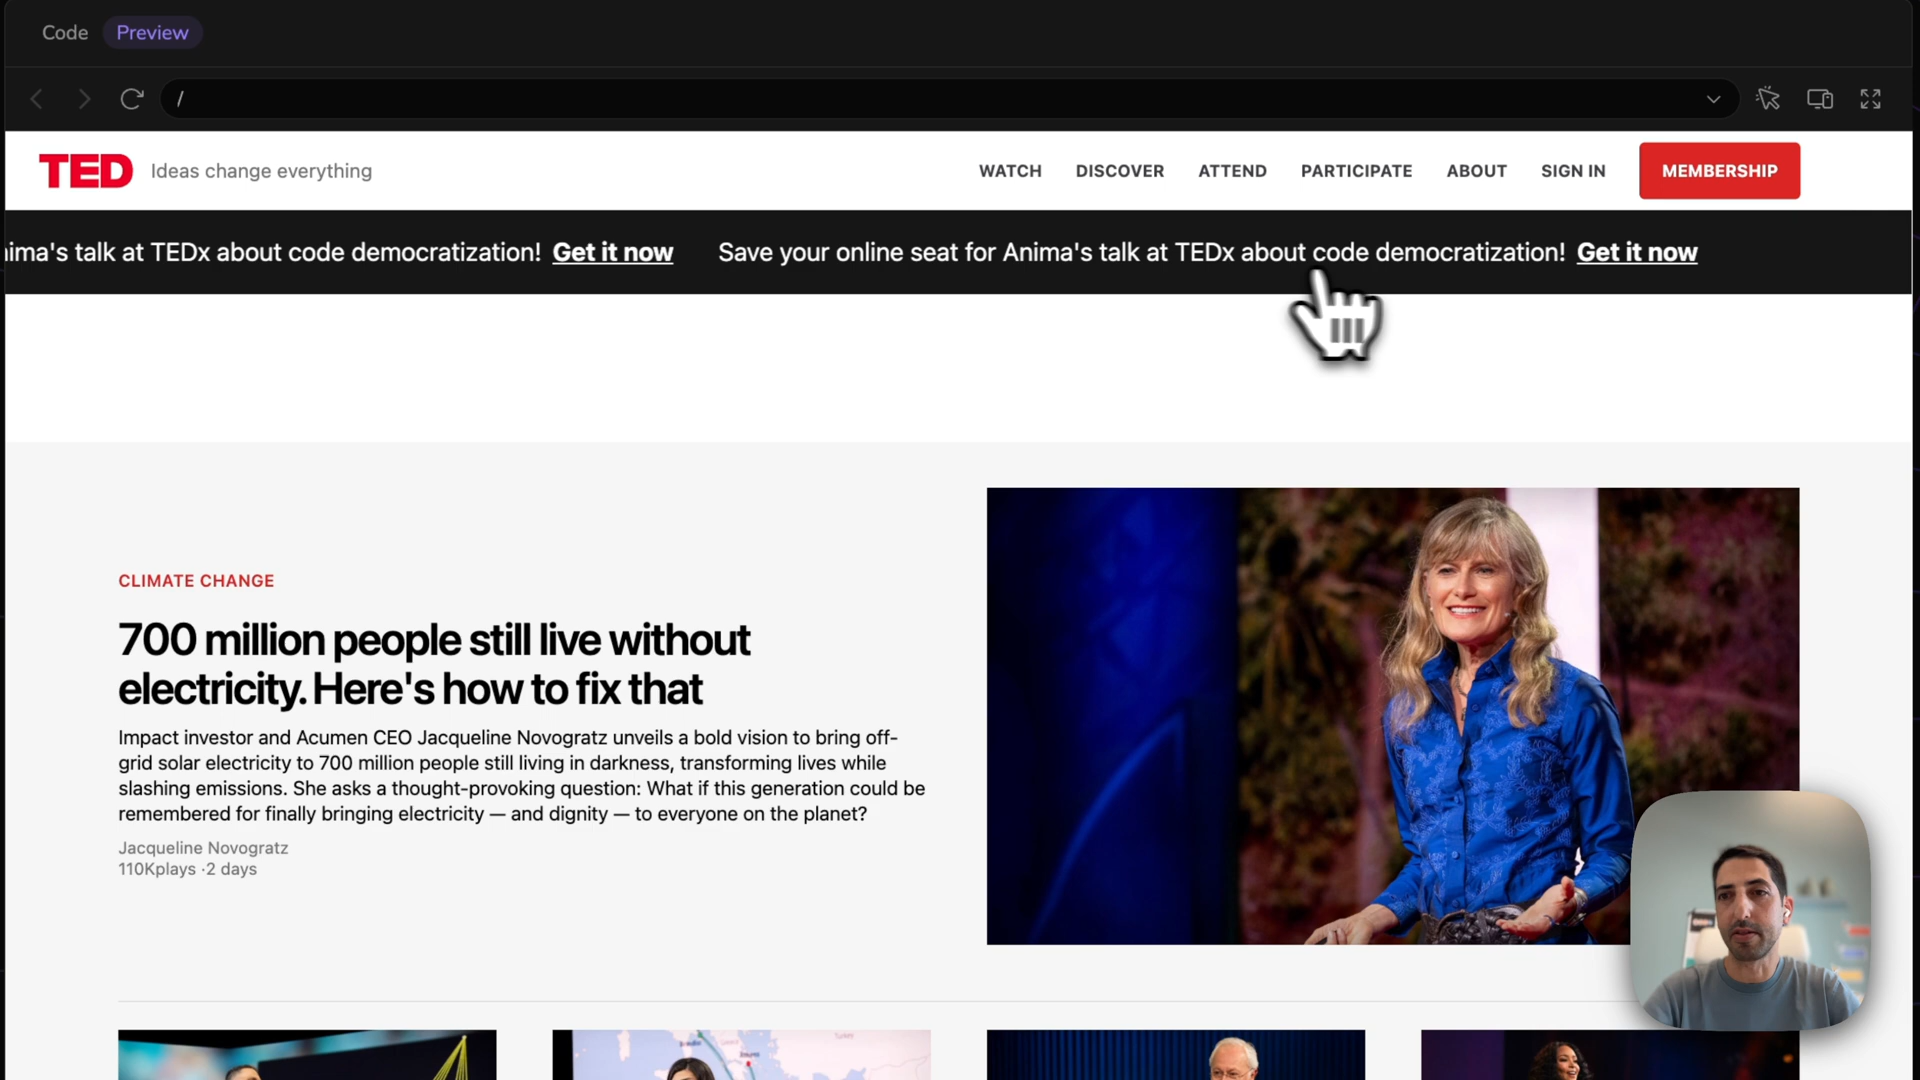 Code Preview
/
TED Ideas change everything WATCH DISCOVER ATTEND PARTICIPATE ABOUT SIGN IN MEMBERSHIP
ima's talk at TEDx about code democratization! Get it now Save your online seat for Anima's talk at TEDx about code democratization! Get it now
CLIMATE CHANGE
700 million people still live without
electricity. Here's how to fix that
Impact investor and Acumen CEO Jacqueline Novogratz unveils a bold vision to bring off-
grid solar electricity to 700 million people still living in darkness, transforming lives while
slashing emissions. She asks a thought-provoking question: What if this generation could be
remembered for finally bringing electricity — and dignity — to everyone on the planet?
Jacqueline Novogratz
110Kplays ·2 days